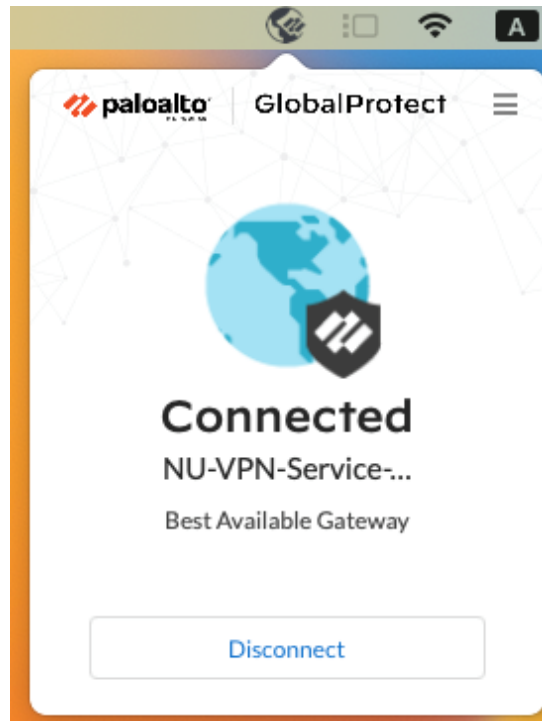 A
paloalto
GlobalProtect
Connected
NU-VPN-Service-...
Best Available Gateway
Disconnect